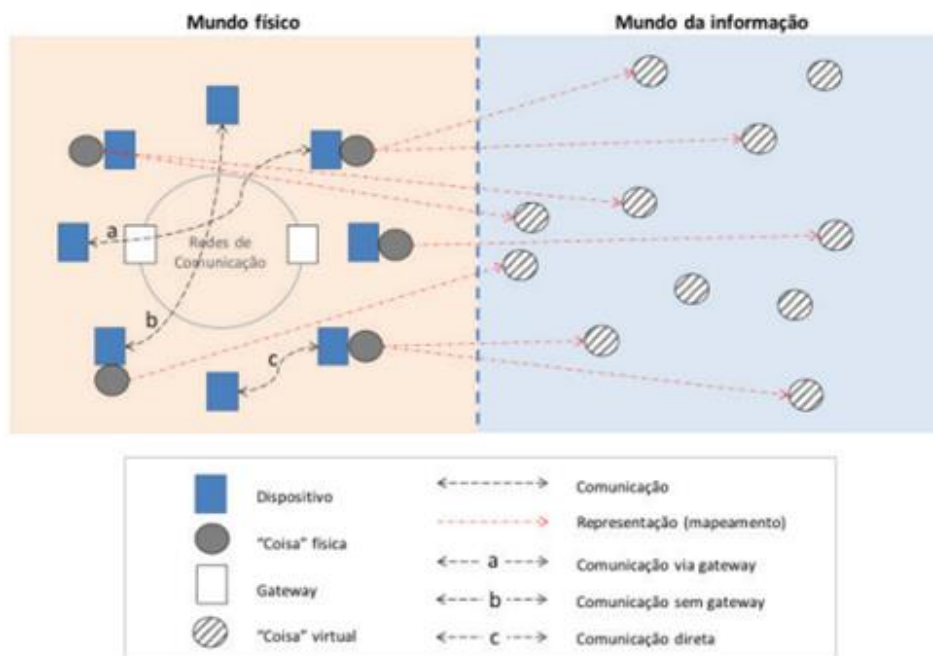 Mundo físico
Mundo da informação
a
Redes de
Comunicação
b
c
Dispositivo
"Coisa" física
Gateway
"Coisa" virtual
Comunicação
Representação (mapeamento)
a
Comunicação via gateway
b
Comunicação sem gateway
c
Comunicação direta